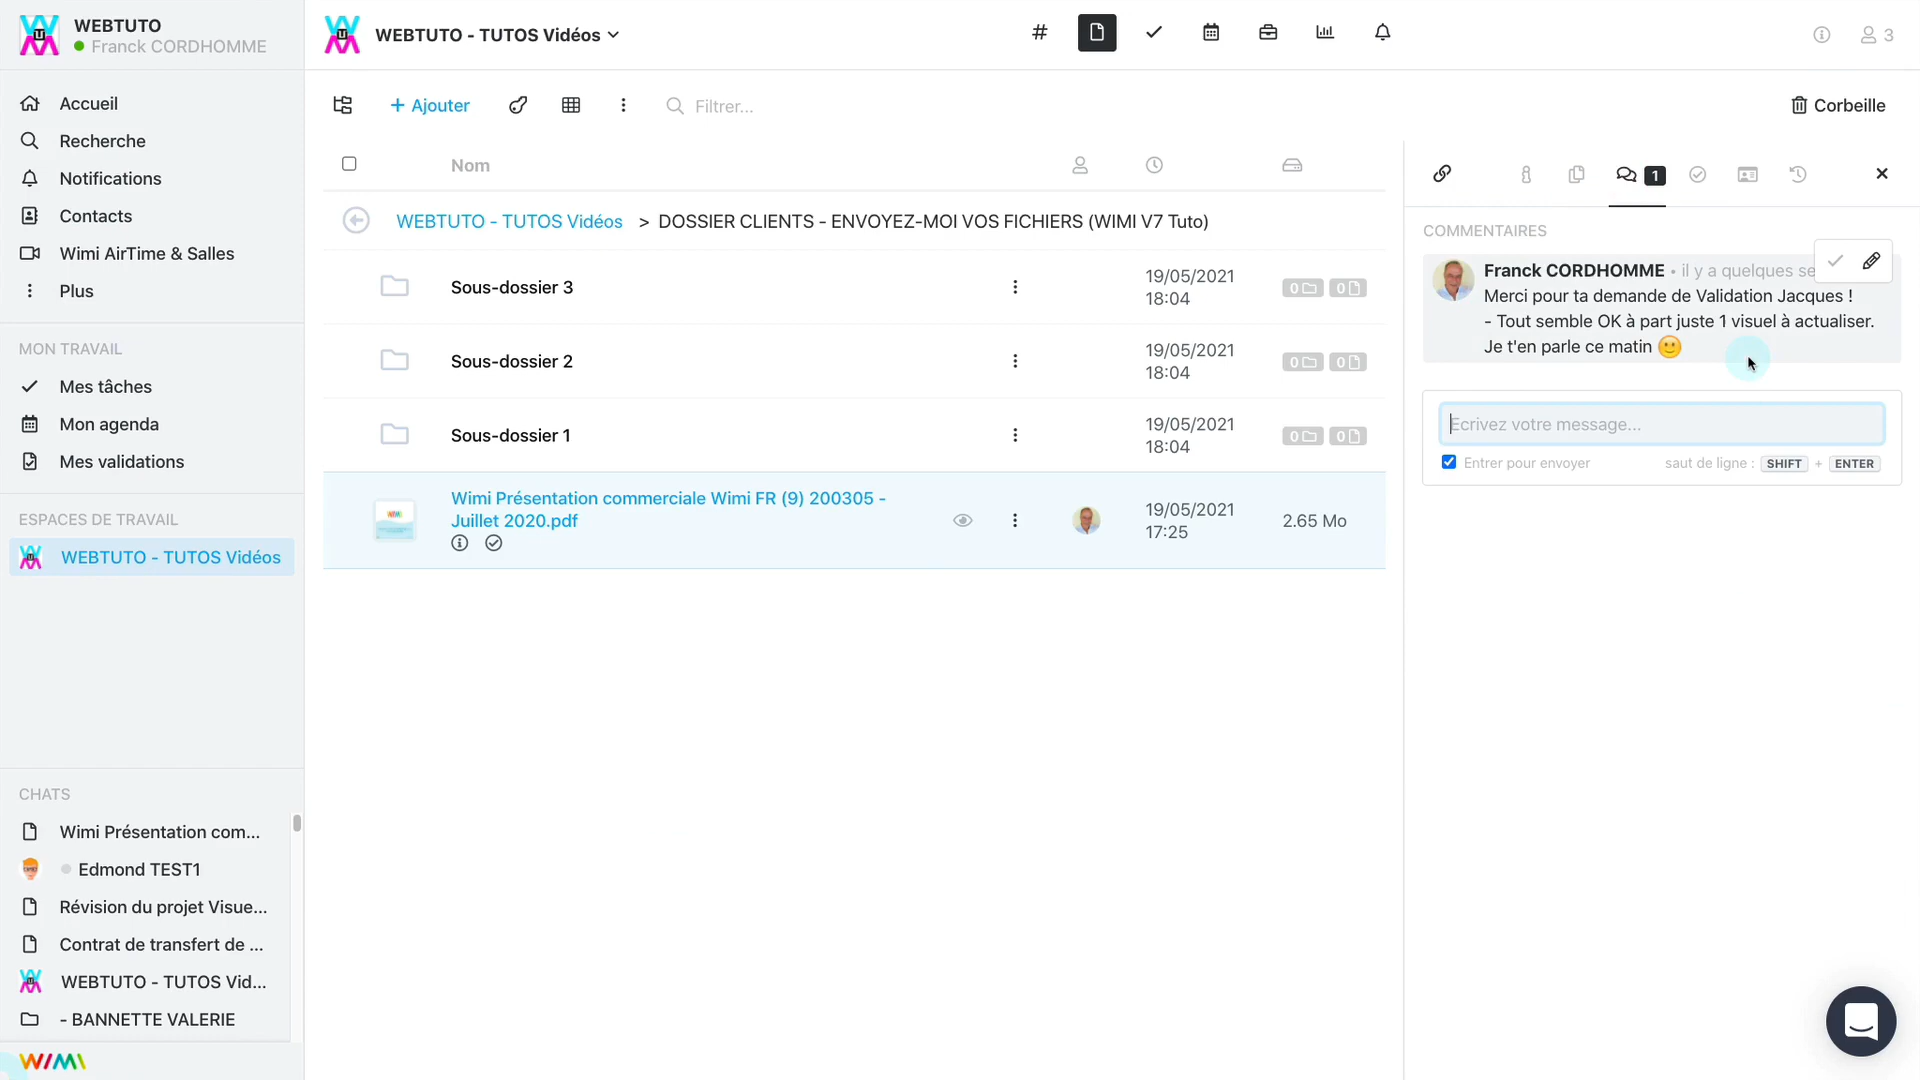 WEBTUTO
Franck CORDHOMME
WEBTUTO - TUTOS Vidéos
3
Accueil
Recherche
Notifications
Contacts
Wimi AirTime & Salles
Plus
MON TRAVAIL
Mes tâches
Mon agenda
Mes validations
ESPACES DE TRAVAIL
WEBTUTO - TUTOS Vidéos
CHATS
Wimi Présentation com...
Edmond TEST1
Révision du projet Visue...
Contrat de transfert de ...
WEBTUTO - TUTOS Vid...
- BANNETTE VALERIE
WIMI
+ Ajouter
Filtrer...
Corbeille
Nom
WEBTUTO - TUTOS Vidéos > DOSSIER CLIENTS - ENVOYEZ-MOI VOS FICHIERS (WIMI V7 Tuto)
Sous-dossier 3
19/05/2021
18:04
0 0
Sous-dossier 2
19/05/2021
18:04
0 0
Sous-dossier 1
19/05/2021
18:04
0 0
Wimi Présentation commerciale Wimi FR (9) 200305 -
Juillet 2020.pdf
19/05/2021
17:25
2.65 Mo
1
COMMENTAIRES
Franck CORDHOMME • il y a quelques se
Merci pour ta demande de Validation Jacques !
- Tout semble OK à part juste 1 visuel à actualiser.
Je t'en parle ce matin 🙂
Ecrivez votre message...
Entrer pour envoyer
saut de ligne : SHIFT + ENTER